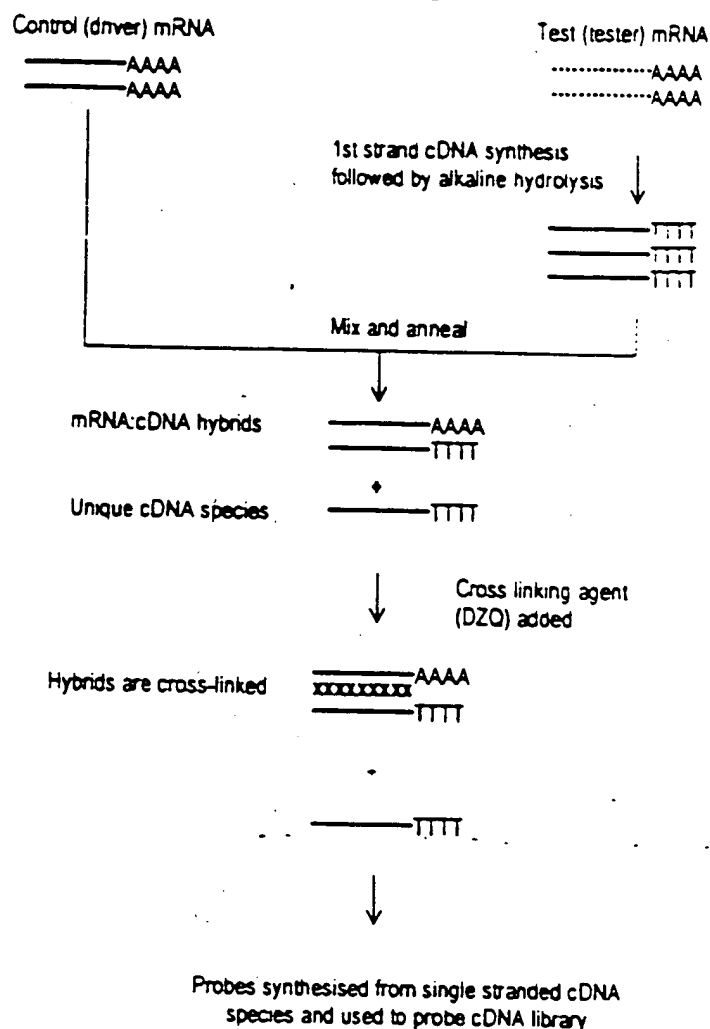 Control (driver) mRNA
Test (tester) mRNA
AAAA
AAAA
AAAA
AAAA
1st strand cDNA synthesis
followed by alkaline hydrolysis
TTTT
TTTT
TTTT
Mix and anneal
mRNA:cDNA hybrids
AAAA
TTTT
+
Unique cDNA species
TTTT
Cross linking agent
(DZQ) added
Hybrids are cross-linked
AAAA
XXXXXXXXX
TTTT
TTTT
Probes synthesised from single stranded cDNA
species and used to probe cDNA library